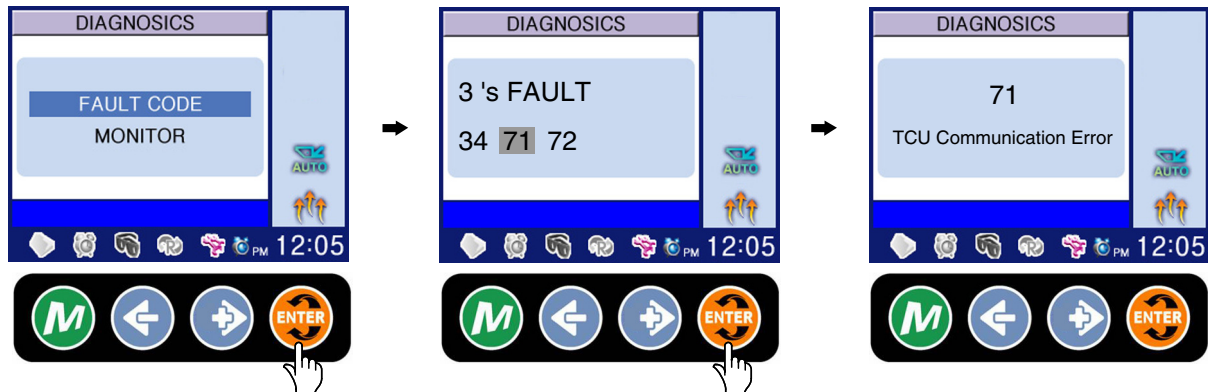 DIAGNOSICS
FAULT CODE
MONITOR
AUTO
PM 12:05
M
ENTER
DIAGNOSICS
3 's FAULT
34 71 72
AUTO
PM 12:05
M
ENTER
DIAGNOSICS
71
TCU Communication Error
AUTO
PM 12:05
M
ENTER